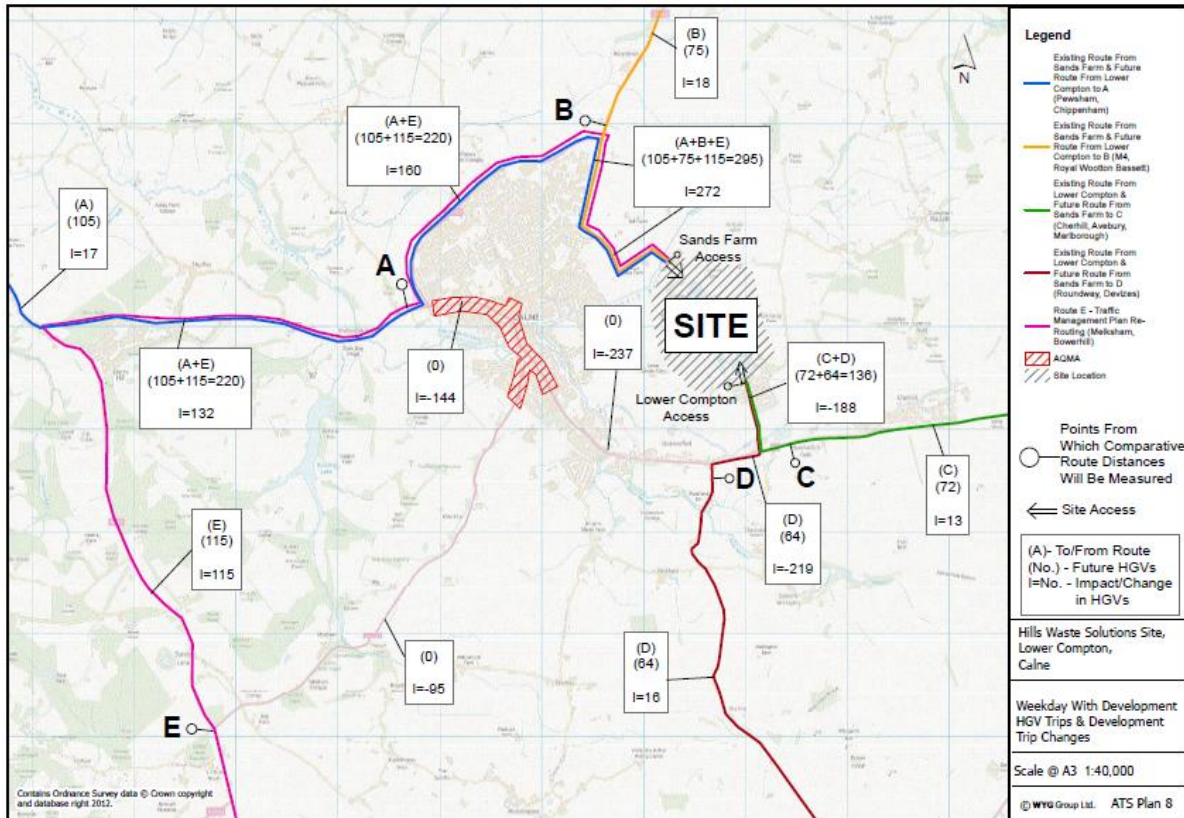 (B)
(75)
I=18
B
(A+E)
(105+115=220)
I=160
(A+B+E)
(105+75+115=295)
I=272
N
(A)
(105)
I=17
A
Sands Farm
Access
SITE
(A+E)
(105+115=220)
I=132
(0)
I=-144
(0)
I=-237
Lower Compton
Access
(C+D)
(72+64=136)
I=-188
D
C
(C)
(72)
I=13
(D)
(64)
I=-219
(E)
(115)
I=115
(0)
I=-95
(D)
(64)
I=16
E
Contains Ordnance Survey data © Crown copyright
and database right 2012.
Legend
Existing Route From
Sands Farm & Future
Route From Lower
Compton to A
(Pewsham,
Chippenham)
Existing Route From
Sands Farm & Future
Route From Lower
Compton to B (M4,
Royal Wootton Bassett)
Existing Route From
Lower Compton &
Future Route From
Sands Farm to C
(Cherhill, Avebury,
Marlborough)
Existing Route From
Lower Compton &
Future Route From
Sands Farm to D
(Roundway, Devizes)
Route E - Traffic
Management Plan Re-
Routing (Melksham,
Bowerhill)
AQMA
Site Location
Points From
Which Comparative
Route Distances
Will Be Measured
Site Access
(A)- To/From Route
(No.) - Future HGVs
I=No. - Impact/Change
in HGVs
Hills Waste Solutions Site,
Lower Compton,
Calne
Weekday With Development
HGV Trips & Development
Trip Changes
Scale @ A3 1:40,000
© WYG Group Ltd. ATS Plan 8